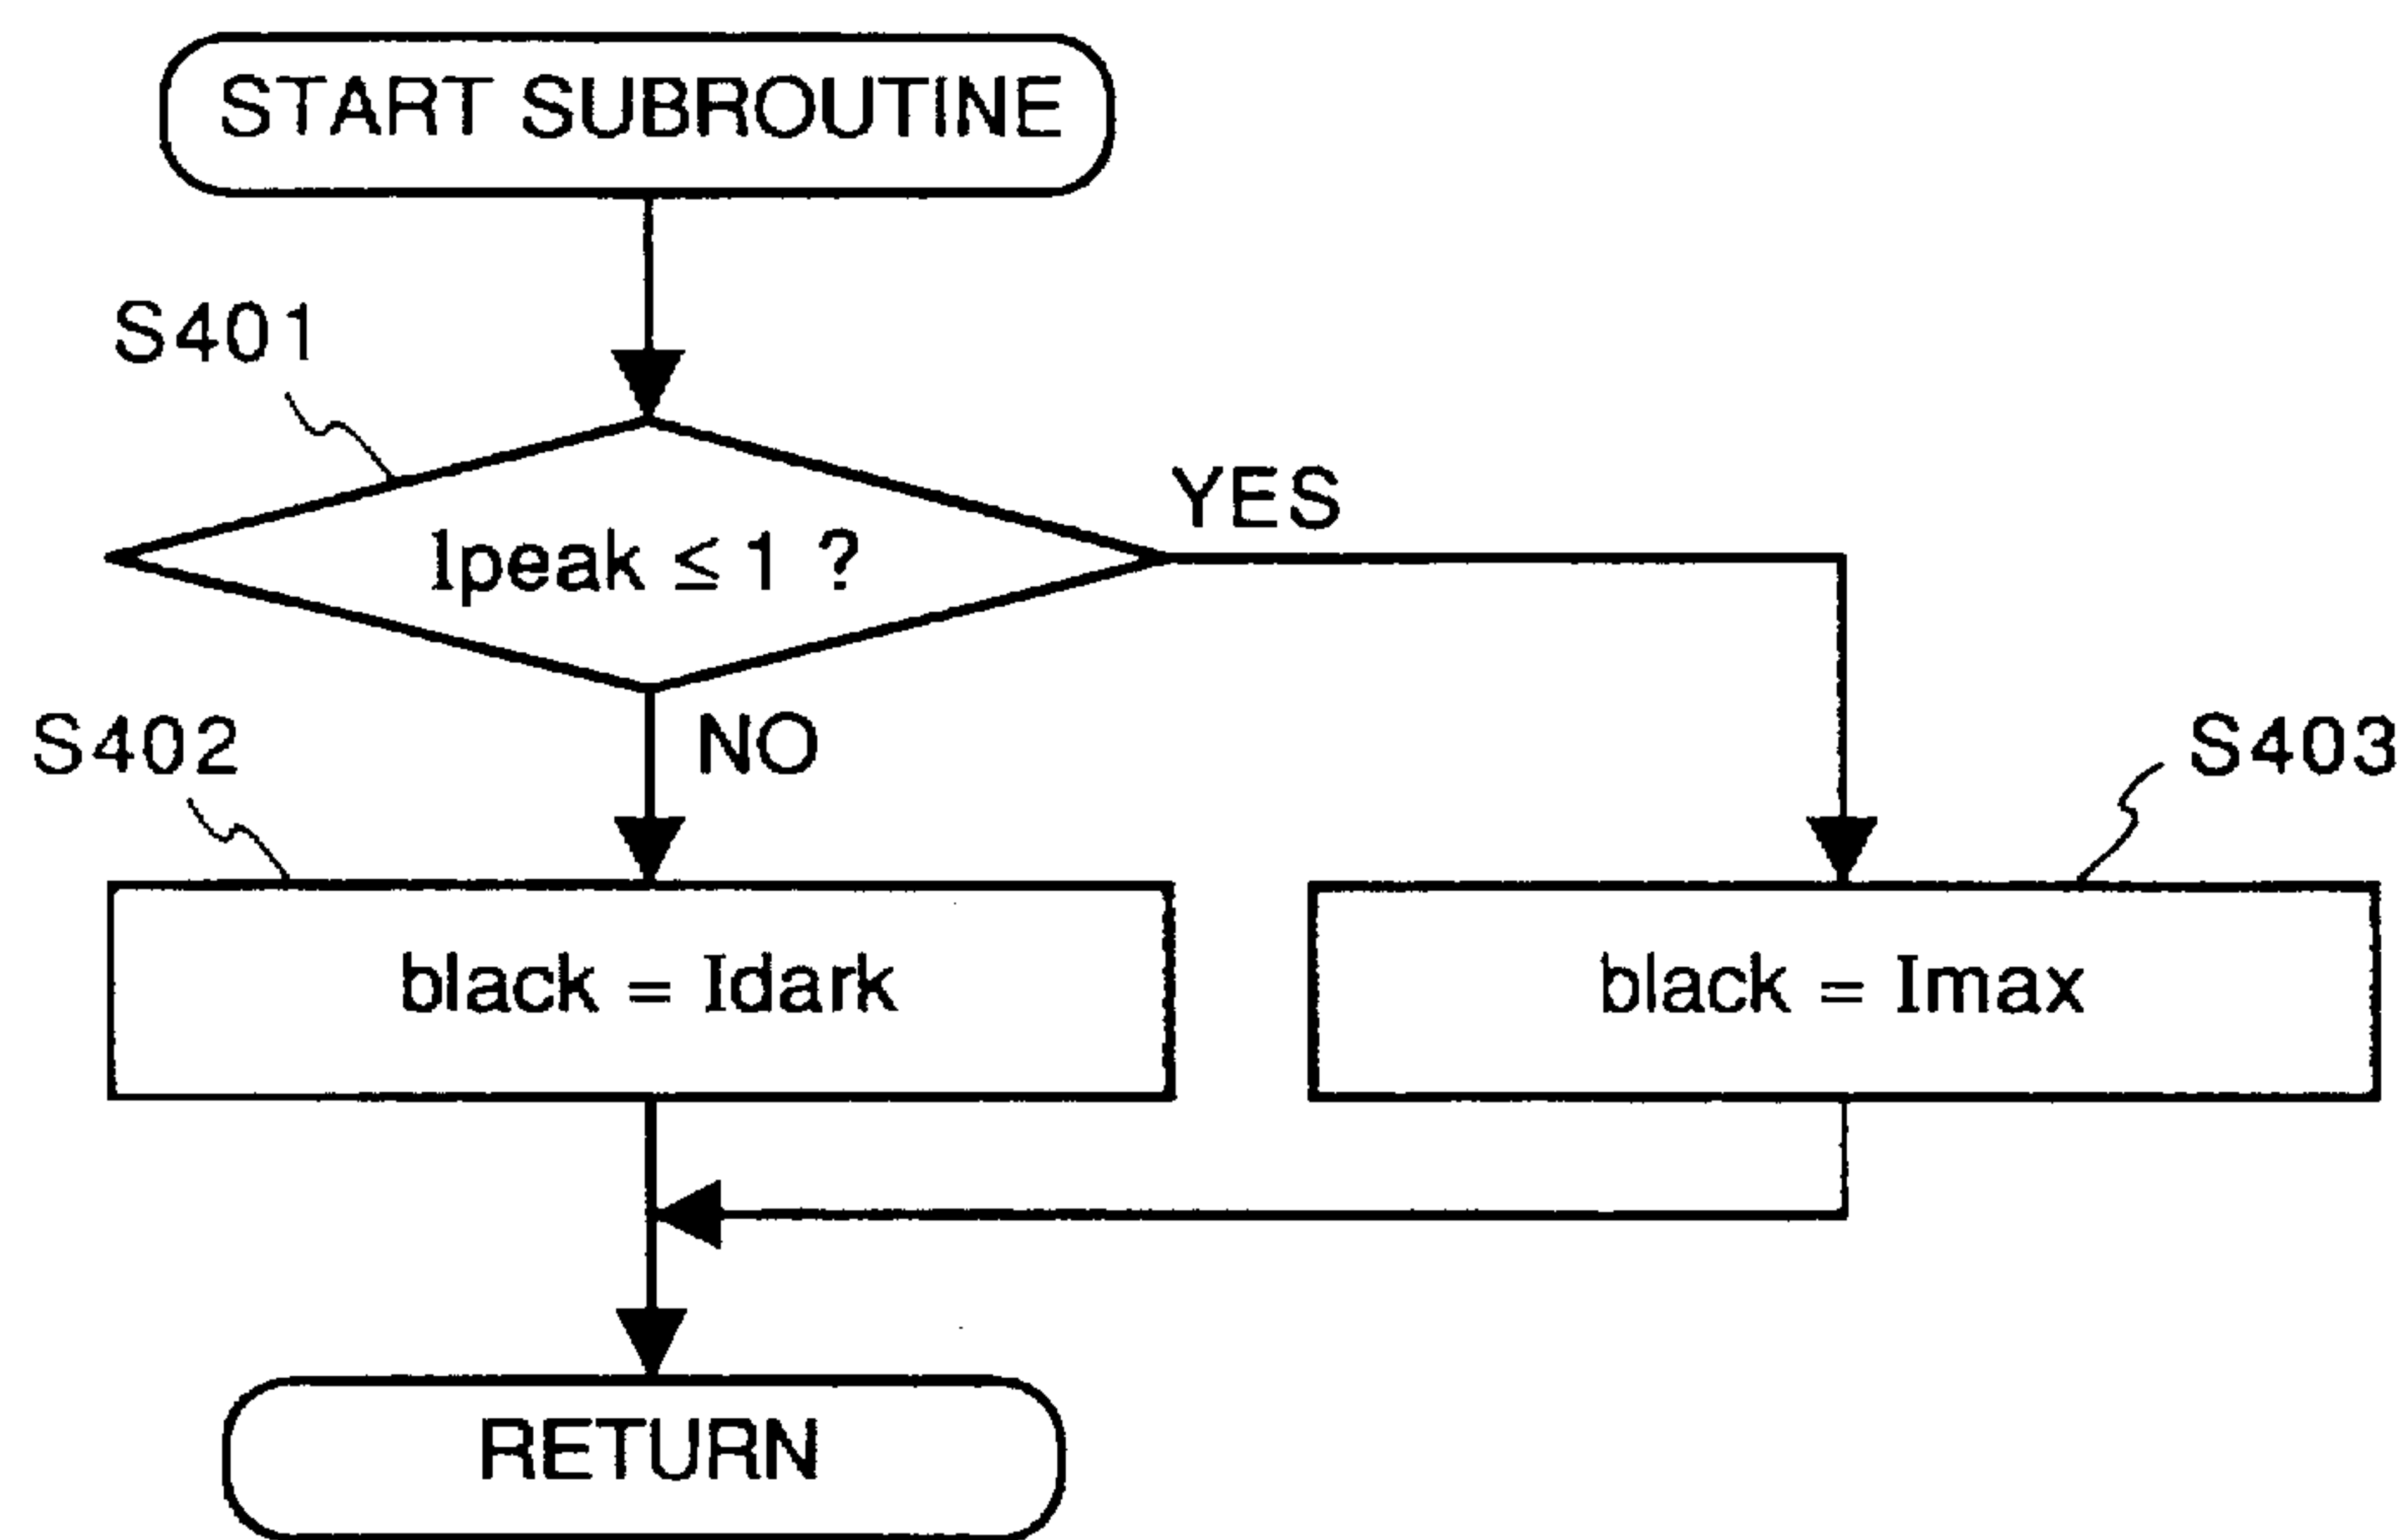 START SUBROUTINE
S401
Ipeak ≤ 1 ?
YES
NO
S402
S403
black = Idark
black = Imax
RETURN